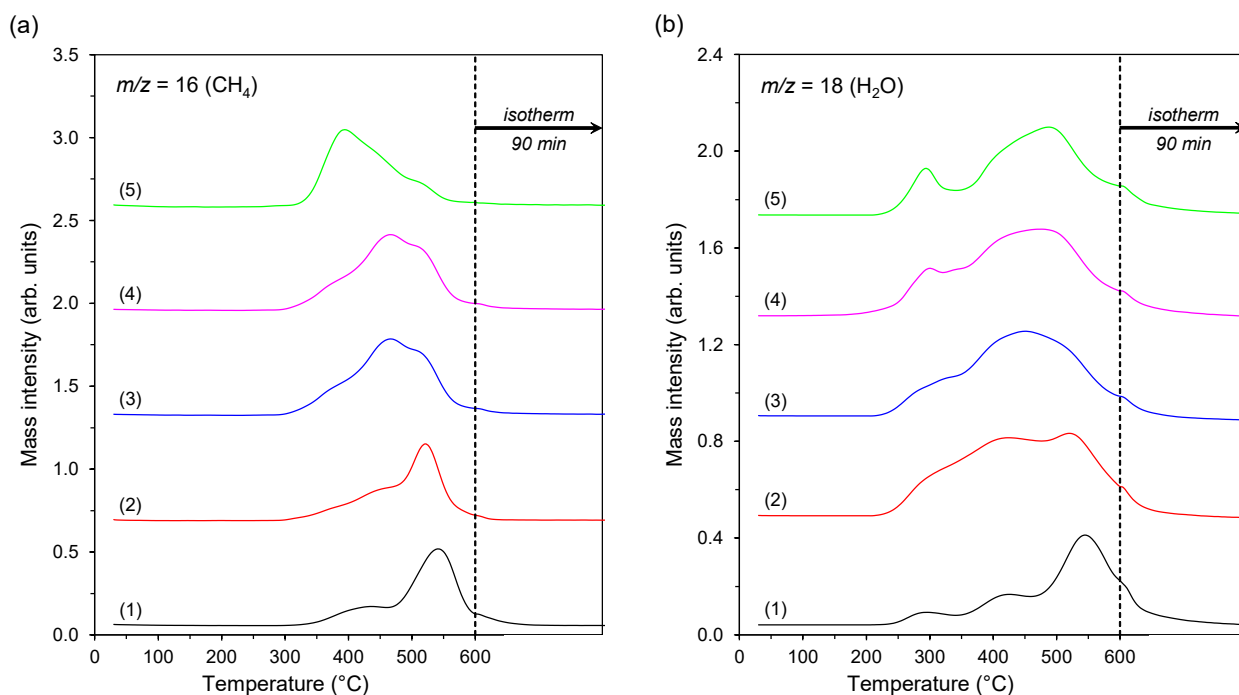 (a)
m/z = 16 (CH₄)
isotherm
90 min
(5)
(4)
(3)
(2)
(1)
3.5
3.0
2.5
2.0
1.5
1.0
0.5
0.0
Mass intensity (arb. units)
0 100 200 300 400 500 600
Temperature (°C)
(b)
m/z = 18 (H₂O)
isotherm
90 min
(5)
(4)
(3)
(2)
(1)
2.4
2.0
1.6
1.2
0.8
0.4
0.0
Mass intensity (arb. units)
0 100 200 300 400 500 600
Temperature (°C)